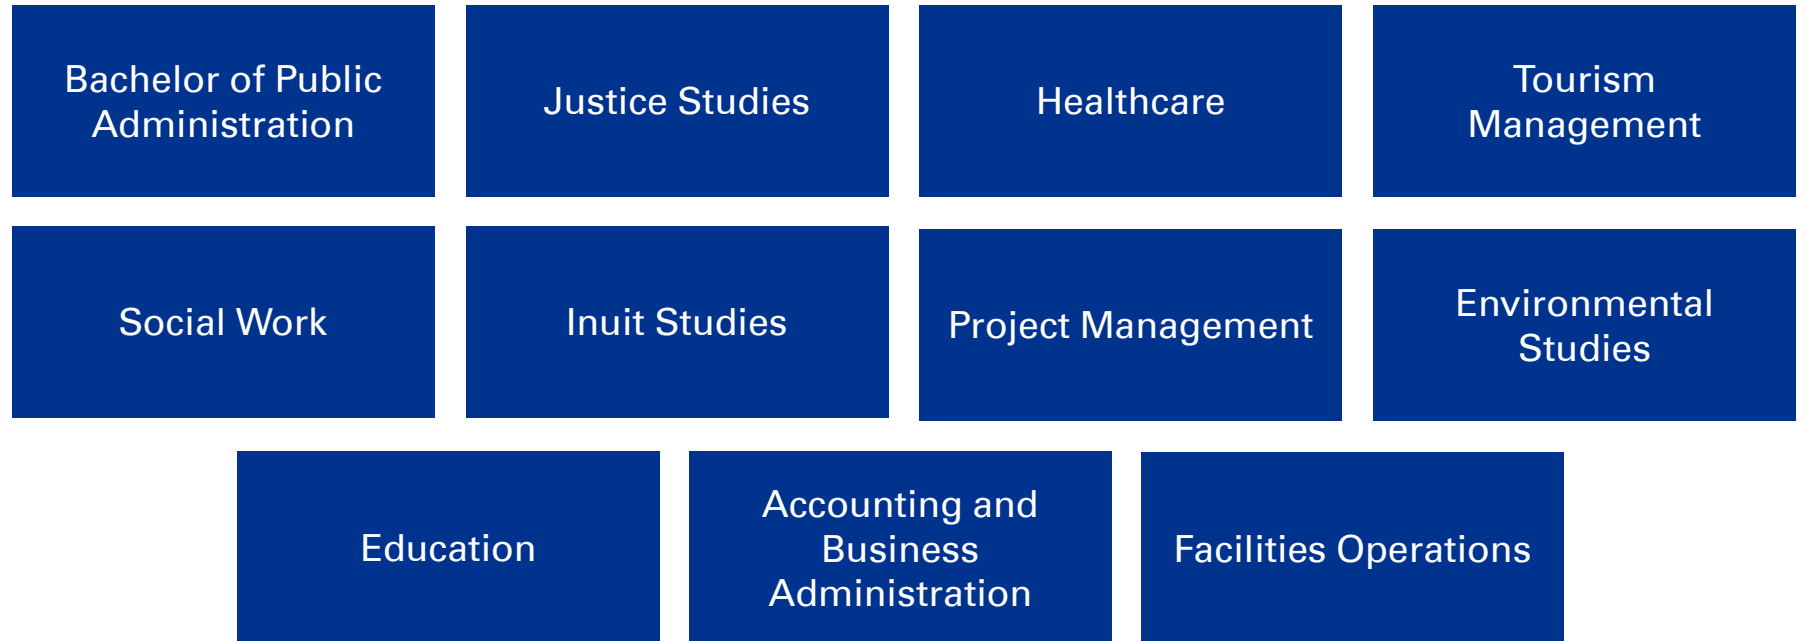 Bachelor of Public
Administration
Justice Studies
Healthcare
Tourism
Management
Social Work
Inuit Studies
Project Management
Environmental
Studies
Education
Accounting and
Business
Administration
Facilities Operations